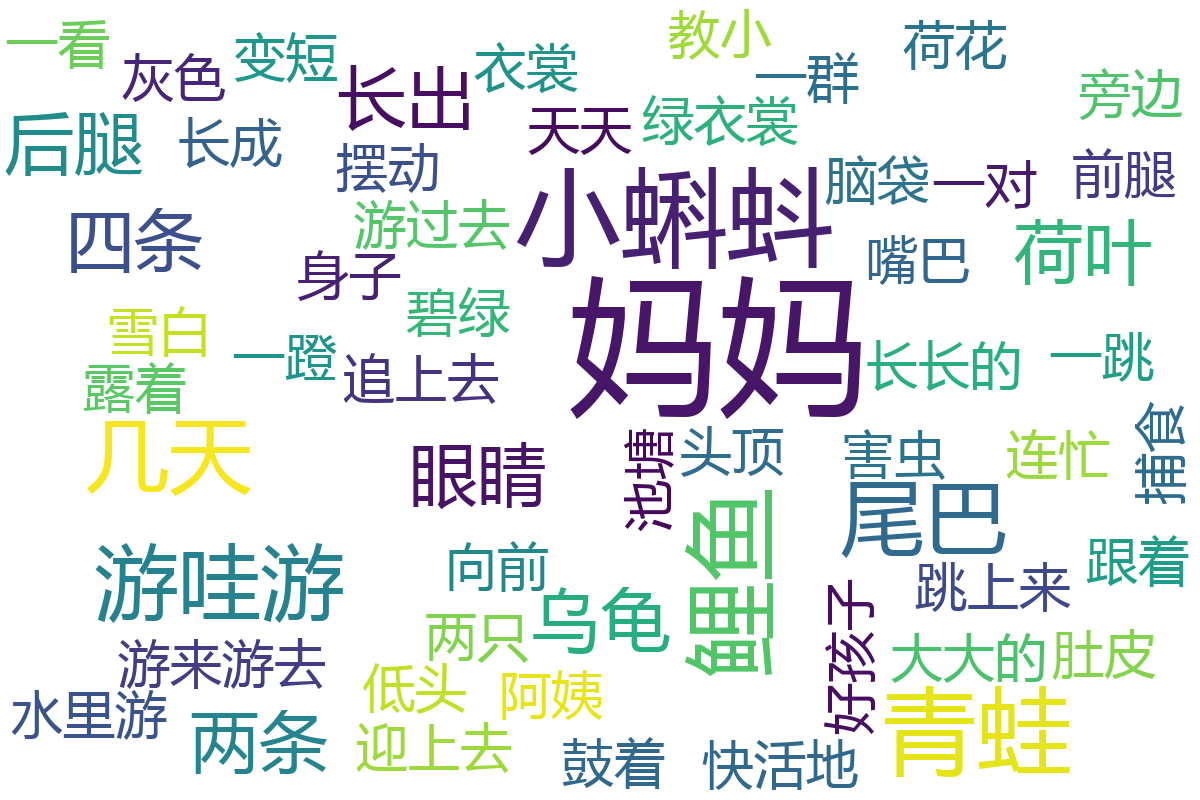 一看
灰色
变短
长出
衣裳
教小
一群
荷花
旁边
后腿
长成
摆动
天天
绿衣裳
脑袋
一对
前腿
四条
游过去
小蝌蚪
嘴巴
荷叶
身子
碧绿
妈妈
雪白
一蹬
追上去
长长的
一跳
露着
几天
眼睛
池塘
头顶
害虫
连忙
捕食
尾巴
游哇游
向前
乌龟
鲤鱼
跳上来
跟着
游来游去
两只
好孩子
大大的
肚皮
水里游
两条
低头
阿姨
迎上去
鼓着
快活地
青蛙